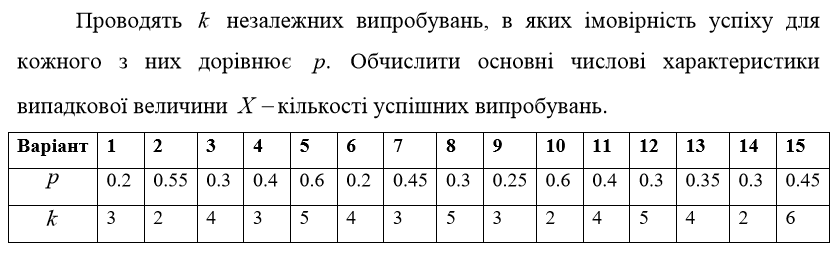 Проводять k незалежних випробувань, в яких імовірність успіху для
кожного з них дорівнює p. Обчислити основні числові характеристики
випадкової величини X – кількості успішних випробувань.
Варіант 1 2 3 4 5 6 7 8 9 10 11 12 13 14 15
p 0.2 0.55 0.3 0.4 0.6 0.2 0.45 0.3 0.25 0.6 0.4 0.3 0.35 0.3 0.45
k 3 2 4 3 5 4 3 5 3 2 4 5 4 2 6